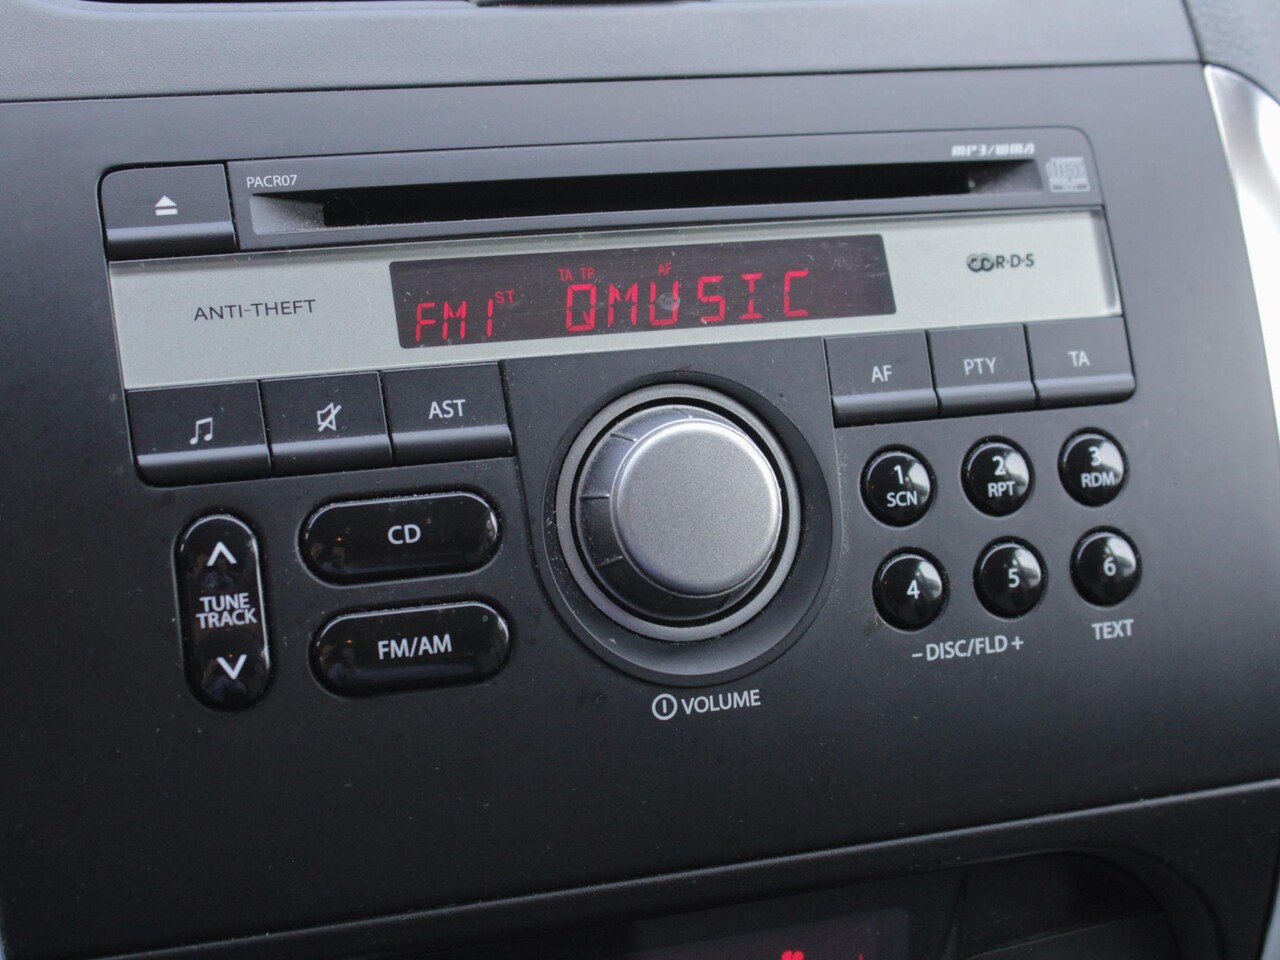 MP3/WMA
PACR07
R·D·S
TA TP AF
FM1 ST QMUSIC
ANTI-THEFT
AST
AF PTY TA
CD
1 SCN
2 RPT
3 RDM
TUNE
TRACK
FM/AM
4 5 6
-DISC/FLD+
TEXT
VOLUME